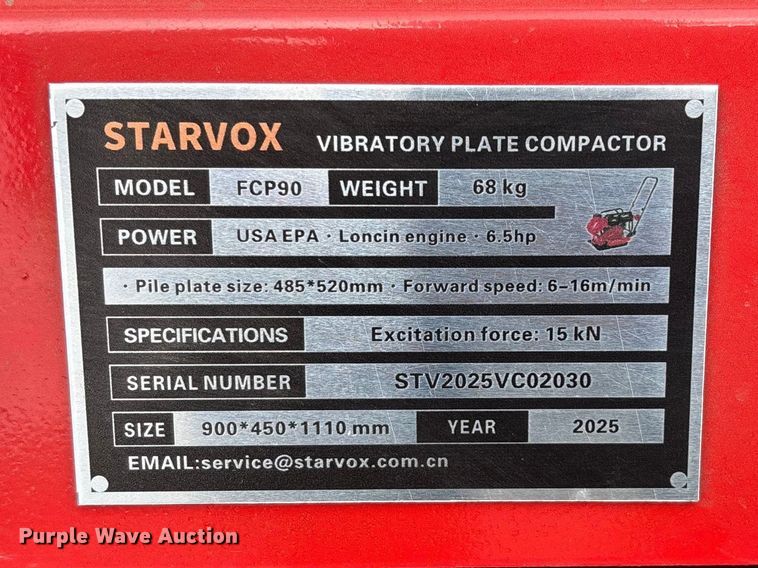 STARVOX VIBRATORY PLATE COMPACTOR
MODEL FCP90 WEIGHT 68 kg
POWER USA EPA · Loncin engine · 6.5hp
· Pile plate size: 485*520mm · Forward speed: 6-16m/min
SPECIFICATIONS Excitation force: 15 kN
SERIAL NUMBER STV2025VC02030
SIZE 900*450*1110 mm YEAR 2025
EMAIL:service@starvox.com.cn
Purple Wave Auction